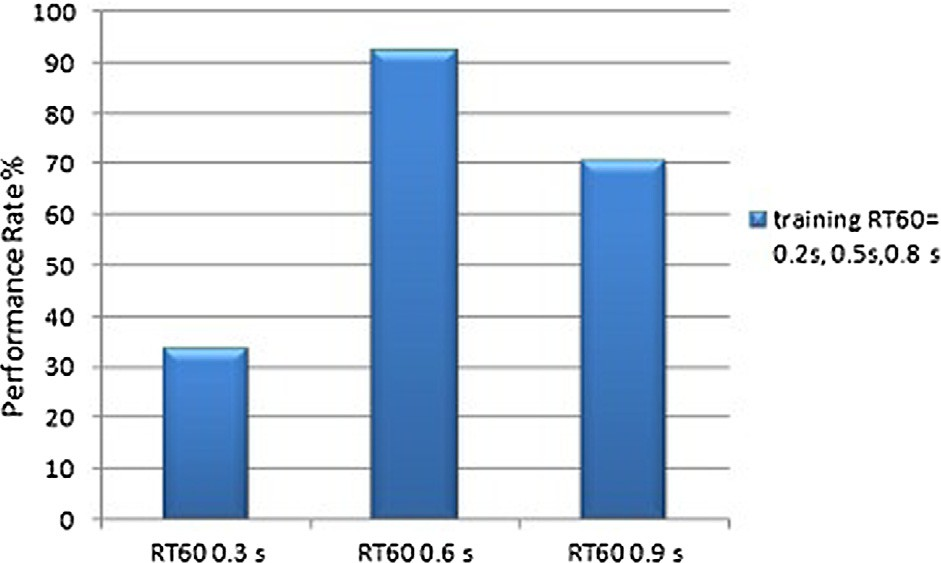 100
90
80
70
60
50
40
30
20
10
0
Performance Rate%
RT60 0.3 s
RT60 0.6 s
RT60 0.9 s
training RT60=
0.2s, 0.5s,0.8 s